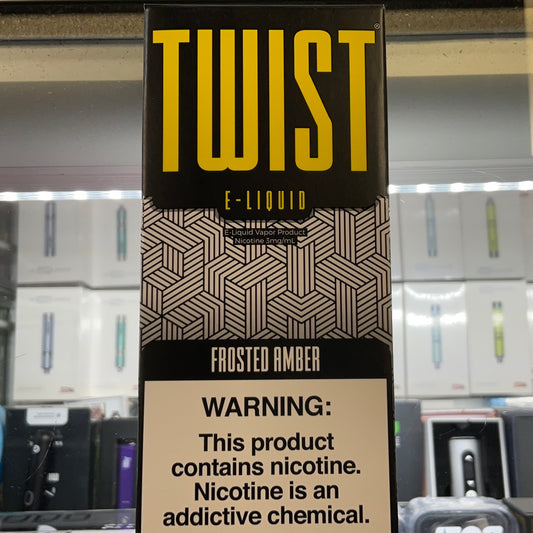 TWIST®
E-LIQUID
E-Liquid Vapor Product
Nicotine 3mg/mL
FROSTED AMBER
WARNING:
This product
contains nicotine.
Nicotine is an
addictive chemical.